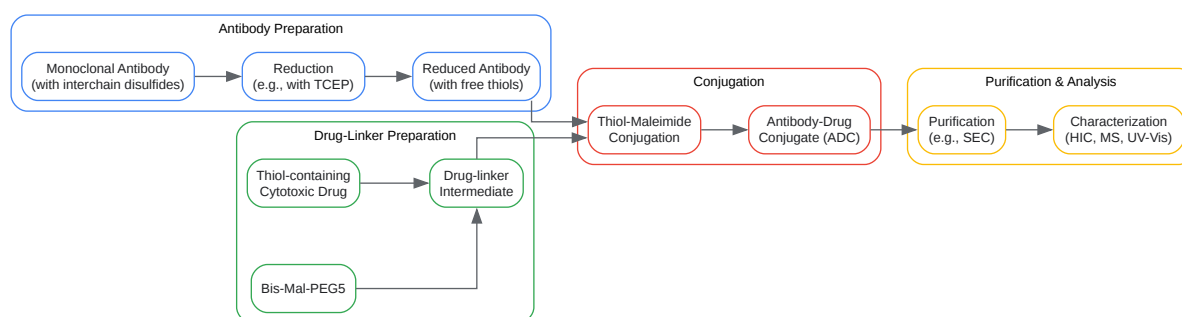 Antibody Preparation
Monoclonal Antibody
(with interchain disulfides)
Reduction
(e.g., with TCEP)
Reduced Antibody
(with free thiols)
Drug-Linker Preparation
Thiol-containing
Cytotoxic Drug
Drug-linker
Intermediate
Bis-Mal-PEG5
Conjugation
Thiol-Maleimide
Conjugation
Antibody-Drug
Conjugate (ADC)
Purification & Analysis
Purification
(e.g., SEC)
Characterization
(HIC, MS, UV-Vis)